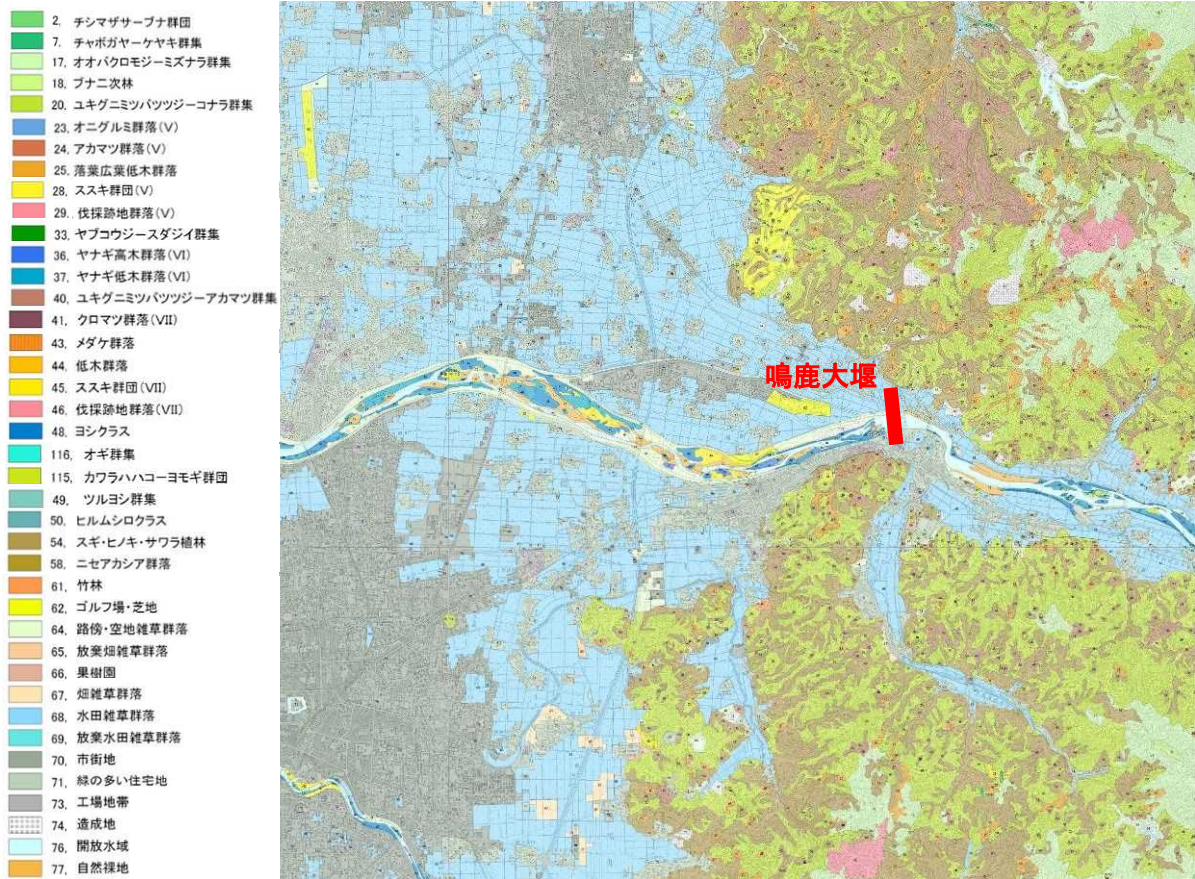 2. チシマザサーブナ群団
7. チャボガヤーケヤキ群集
17. オオバクロモジーミズナラ群集
18. ブナ二次林
20. ユキグニミツバツツジーコナラ群集
23. オニグルミ群落(V)
24. アカマツ群落(V)
25. 落葉広葉低木群落
28. ススキ群団(V)
29. 伐採跡地群落(V)
33. ヤブコウジースダジイ群集
36. ヤナギ高木群落(VI)
37. ヤナギ低木群落(VI)
40. ユキグニミツバツツジーアカマツ群集
41. クロマツ群落(VII)
43. メダケ群落
44. 低木群落
45. ススキ群団(VII)
46. 伐採跡地群落(VII)
48. ヨシクラス
116. オギ群集
115. カワラハハコーヨモギ群団
49. ツルヨシ群集
50. ヒルムシロクラス
54. スギ・ヒノキ・サワラ植林
58. ニセアカシア群落
61. 竹林
62. ゴルフ場・芝地
64. 路傍・空地雑草群落
65. 放棄畑雑草群落
66. 果樹園
67. 畑雑草群落
68. 水田雑草群落
69. 放棄水田雑草群落
70. 市街地
71. 緑の多い住宅地
73. 工場地帯
74. 造成地
76. 開放水域
77. 自然裸地
鳴鹿大堰